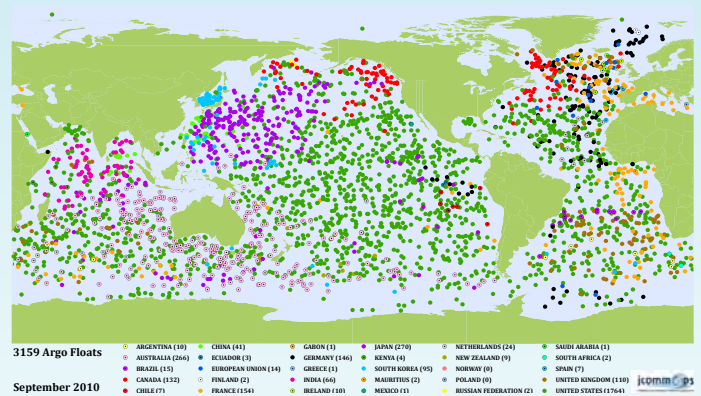 3159 Argo Floats
September 2010
ARGENTINA (10) CHINA (41) GABON (1) JAPAN (270) NETHERLANDS (24) SAUDI ARABIA (1)
AUSTRALIA (266) ECUADOR (3) GERMANY (146) KENYA (4) NEW ZEALAND (9) SOUTH AFRICA (2)
BRAZIL (15) EUROPEAN UNION (14) GREECE (1) SOUTH KOREA (95) NORWAY (0) SPAIN (7)
CANADA (132) FINLAND (2) INDIA (66) MAURITIUS (2) POLAND (0) UNITED KINGDOM (110)
CHILE (7) FRANCE (154) IRELAND (10) MEXICO (1) RUSSIAN FEDERATION (2) UNITED STATES (1764)
jcommops